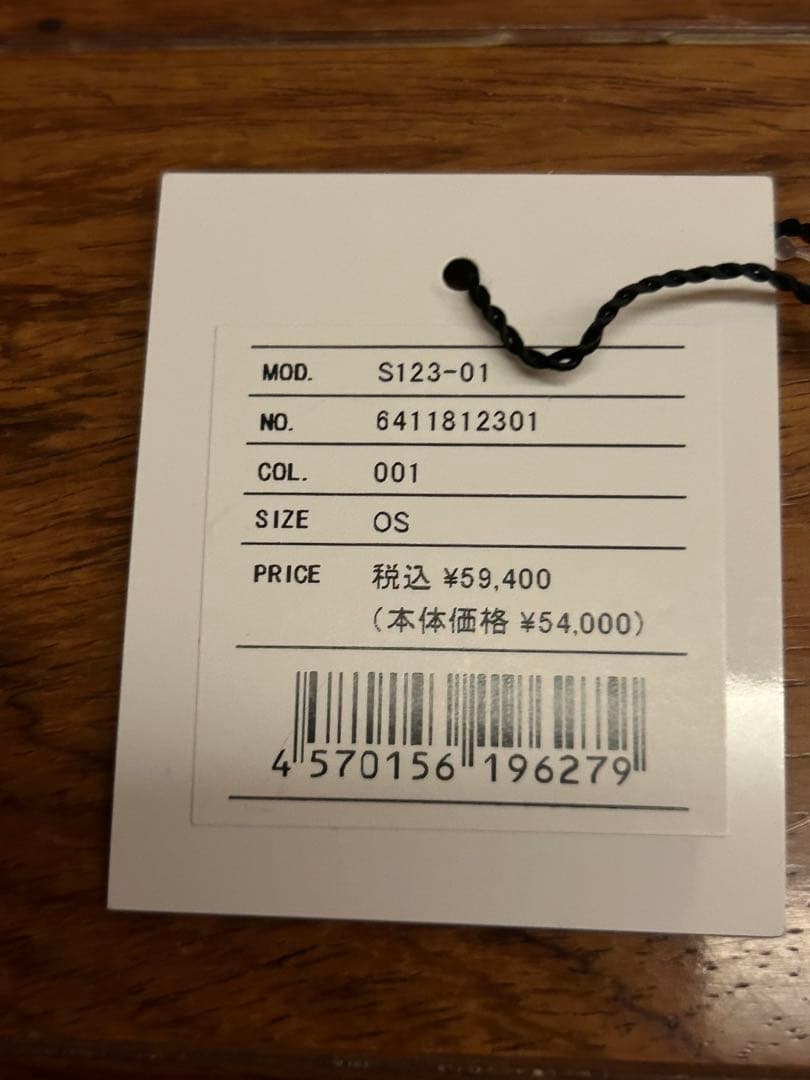 MOD. S123-01
NO. 6411812301
COL. 001
SIZE OS
PRICE 税込 ¥59,400
(本体価格 ¥54,000)
4 570156 196279